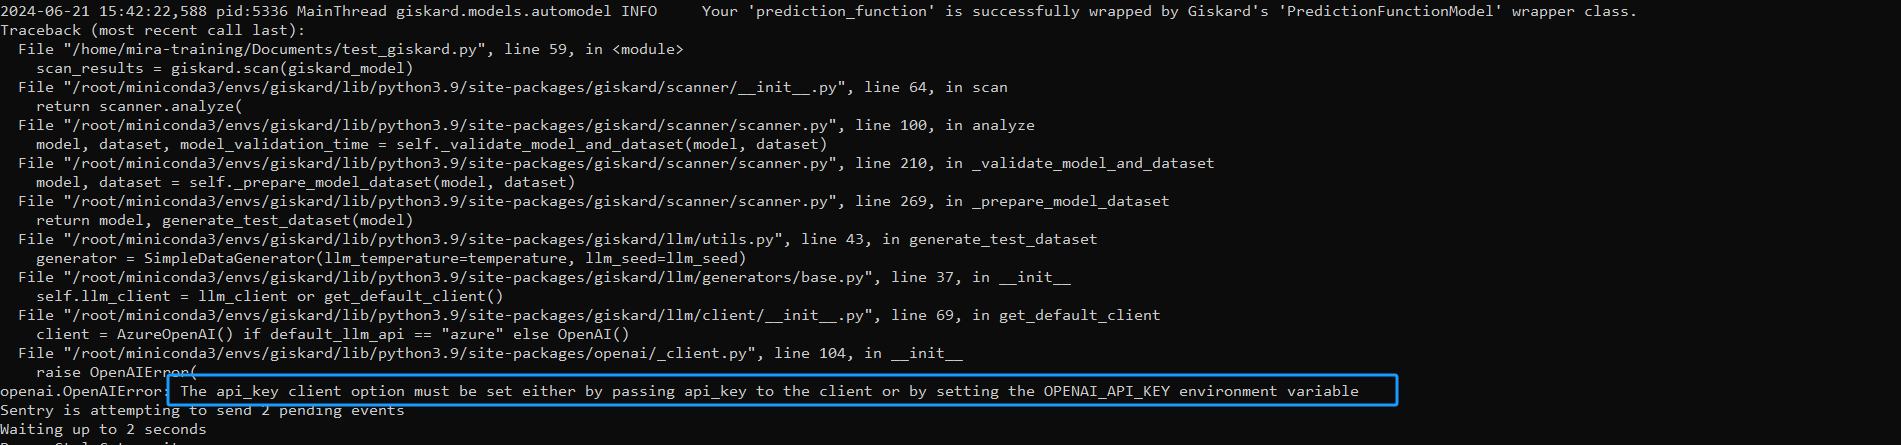 2024-06-21 15:42:22,588 pid:5336 MainThread giskard.models.automodel INFO     Your 'prediction_function' is successfully wrapped by Giskard's 'PredictionFunctionModel' wrapper class.
Traceback (most recent call last):
  File "/home/mira-training/Documents/test_giskard.py", line 59, in <module>
    scan_results = giskard.scan(giskard_model)
  File "/root/miniconda3/envs/giskard/lib/python3.9/site-packages/giskard/scanner/__init__.py", line 64, in scan
    return scanner.analyze(
  File "/root/miniconda3/envs/giskard/lib/python3.9/site-packages/giskard/scanner/scanner.py", line 100, in analyze
    model, dataset, model_validation_time = self._validate_model_and_dataset(model, dataset)
  File "/root/miniconda3/envs/giskard/lib/python3.9/site-packages/giskard/scanner/scanner.py", line 210, in _validate_model_and_dataset
    model, dataset = self._prepare_model_dataset(model, dataset)
  File "/root/miniconda3/envs/giskard/lib/python3.9/site-packages/giskard/scanner/scanner.py", line 269, in _prepare_model_dataset
    return model, generate_test_dataset(model)
  File "/root/miniconda3/envs/giskard/lib/python3.9/site-packages/giskard/llm/utils.py", line 43, in generate_test_dataset
    generator = SimpleDataGenerator(llm_temperature=temperature, llm_seed=llm_seed)
  File "/root/miniconda3/envs/giskard/lib/python3.9/site-packages/giskard/llm/generators/base.py", line 37, in __init__
    self.llm_client = llm_client or get_default_client()
  File "/root/miniconda3/envs/giskard/lib/python3.9/site-packages/giskard/llm/client/__init__.py", line 69, in get_default_client
    client = AzureOpenAI() if default_llm_api == "azure" else OpenAI()
  File "/root/miniconda3/envs/giskard/lib/python3.9/site-packages/openai/_client.py", line 104, in __init__
    raise OpenAIError(
openai.OpenAIError: The api_key client option must be set either by passing api_key to the client or by setting the OPENAI_API_KEY environment variable
Sentry is attempting to send 2 pending events
Waiting up to 2 seconds